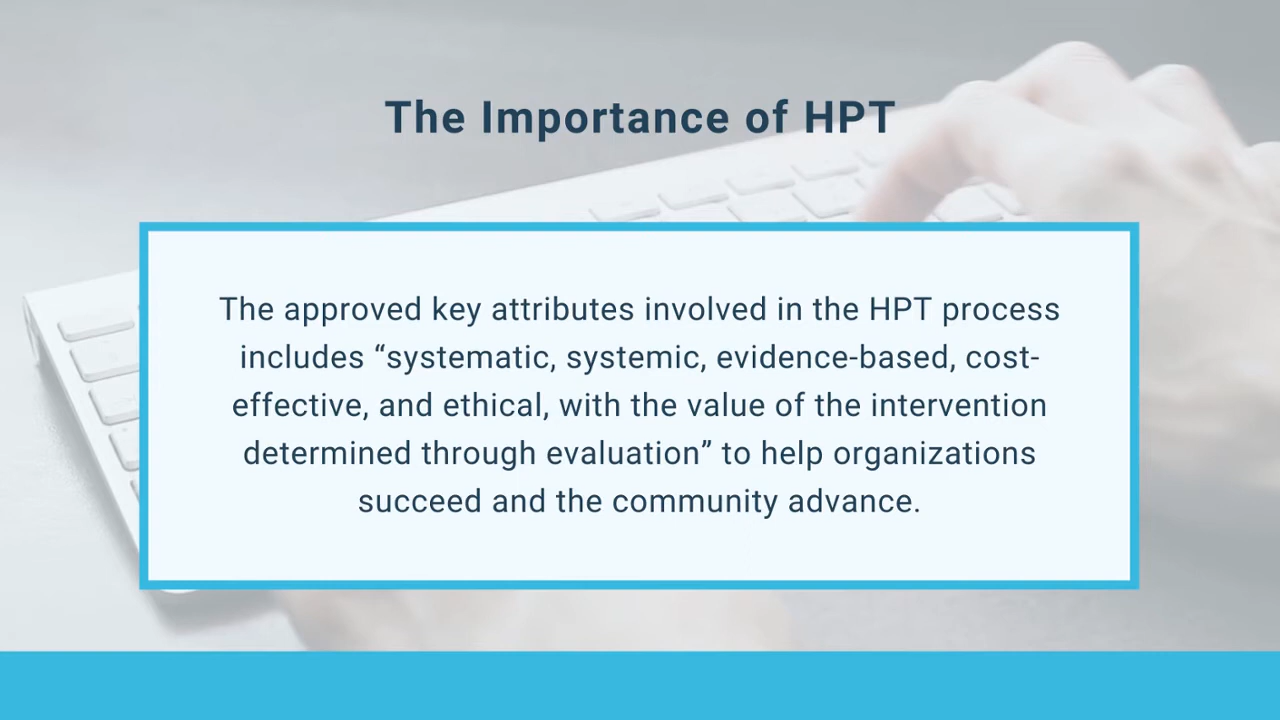 The Importance of HPT
The approved key attributes involved in the HPT process
includes “systematic, systemic, evidence-based, cost-
effective, and ethical, with the value of the intervention
determined through evaluation” to help organizations
succeed and the community advance.